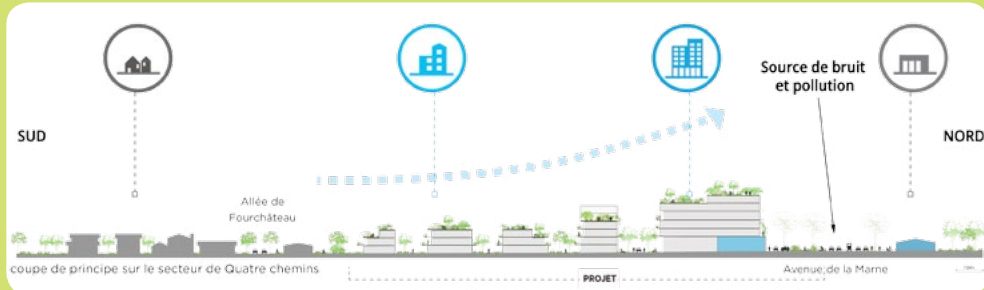 Source de bruit
et pollution
SUD
NORD
Allée de
Fourchâteau
coupe de principe sur le secteur de Quatre chemins
PROJET
Avenue de la Marne